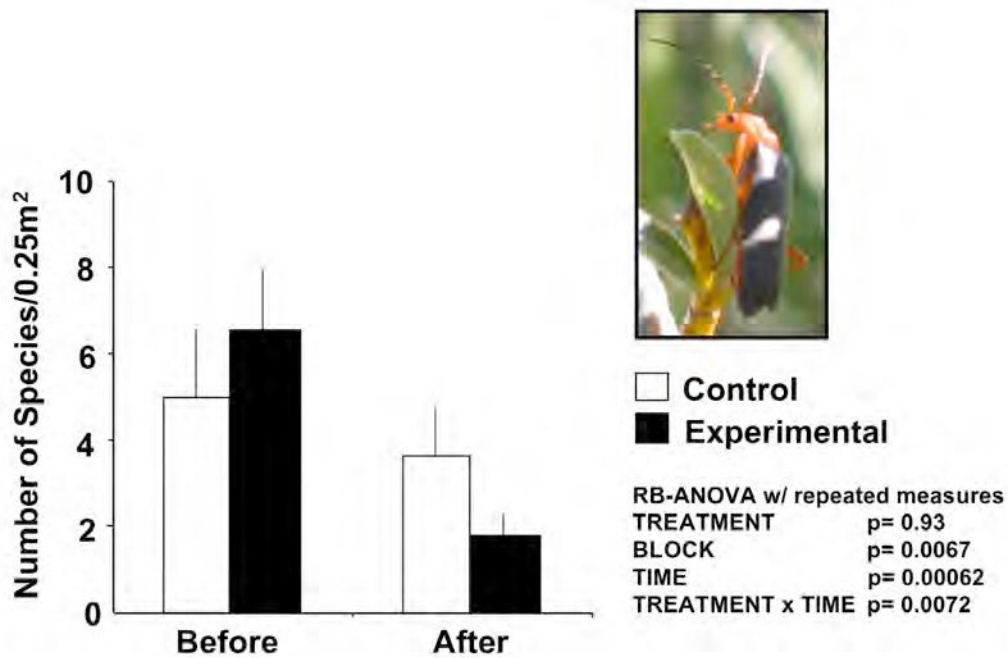 Number of Species/0.25m²
10
8
6
4
2
0
Before After
Control
Experimental
RB-ANOVA w/ repeated measures
TREATMENT p= 0.93
BLOCK p= 0.0067
TIME p= 0.00062
TREATMENT x TIME p= 0.0072